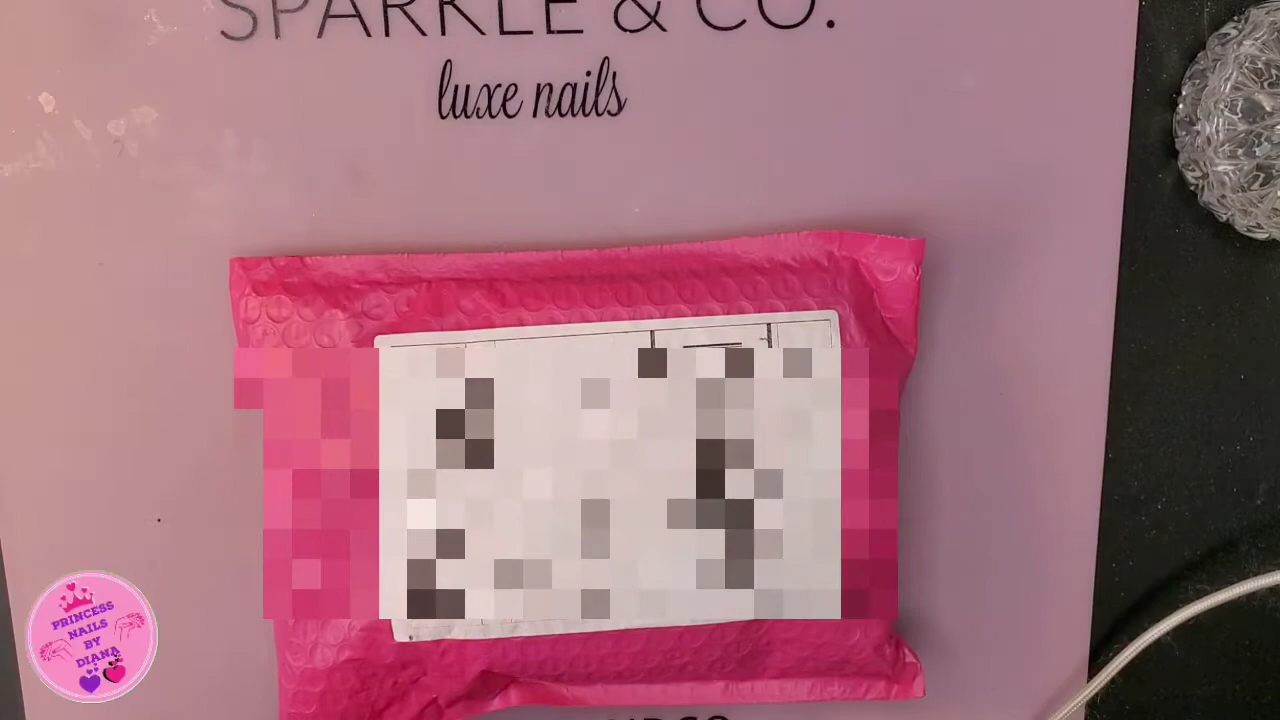 SPARKLE & CO.
luxe nails
PRINCESS
NAILS
BY
DIANA